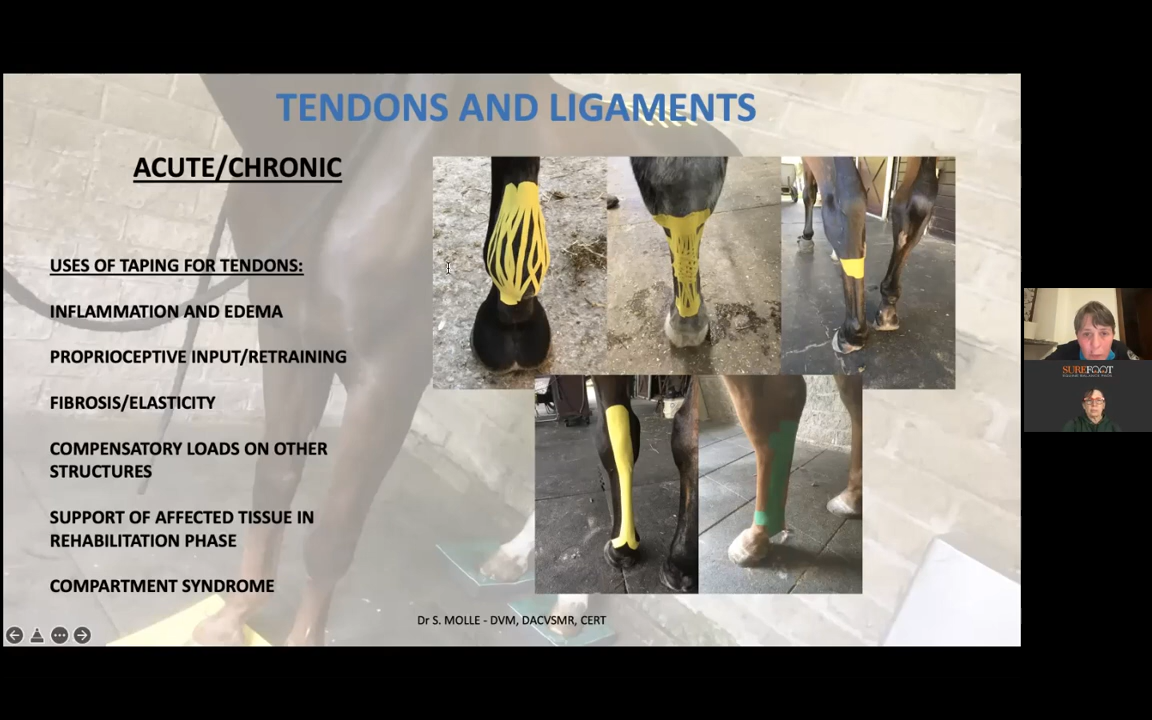 TENDONS AND LIGAMENTS
ACUTE/CHRONIC
USES OF TAPING FOR TENDONS:
INFLAMMATION AND EDEMA
PROPRIOCEPTIVE INPUT/RETRAINING
FIBROSIS/ELASTICITY
COMPENSATORY LOADS ON OTHER
STRUCTURES
SUPPORT OF AFFECTED TISSUE IN
REHABILITATION PHASE
COMPARTMENT SYNDROME
Dr S. MOLLE - DVM, DACVSMR, CERT
SUREFOOT